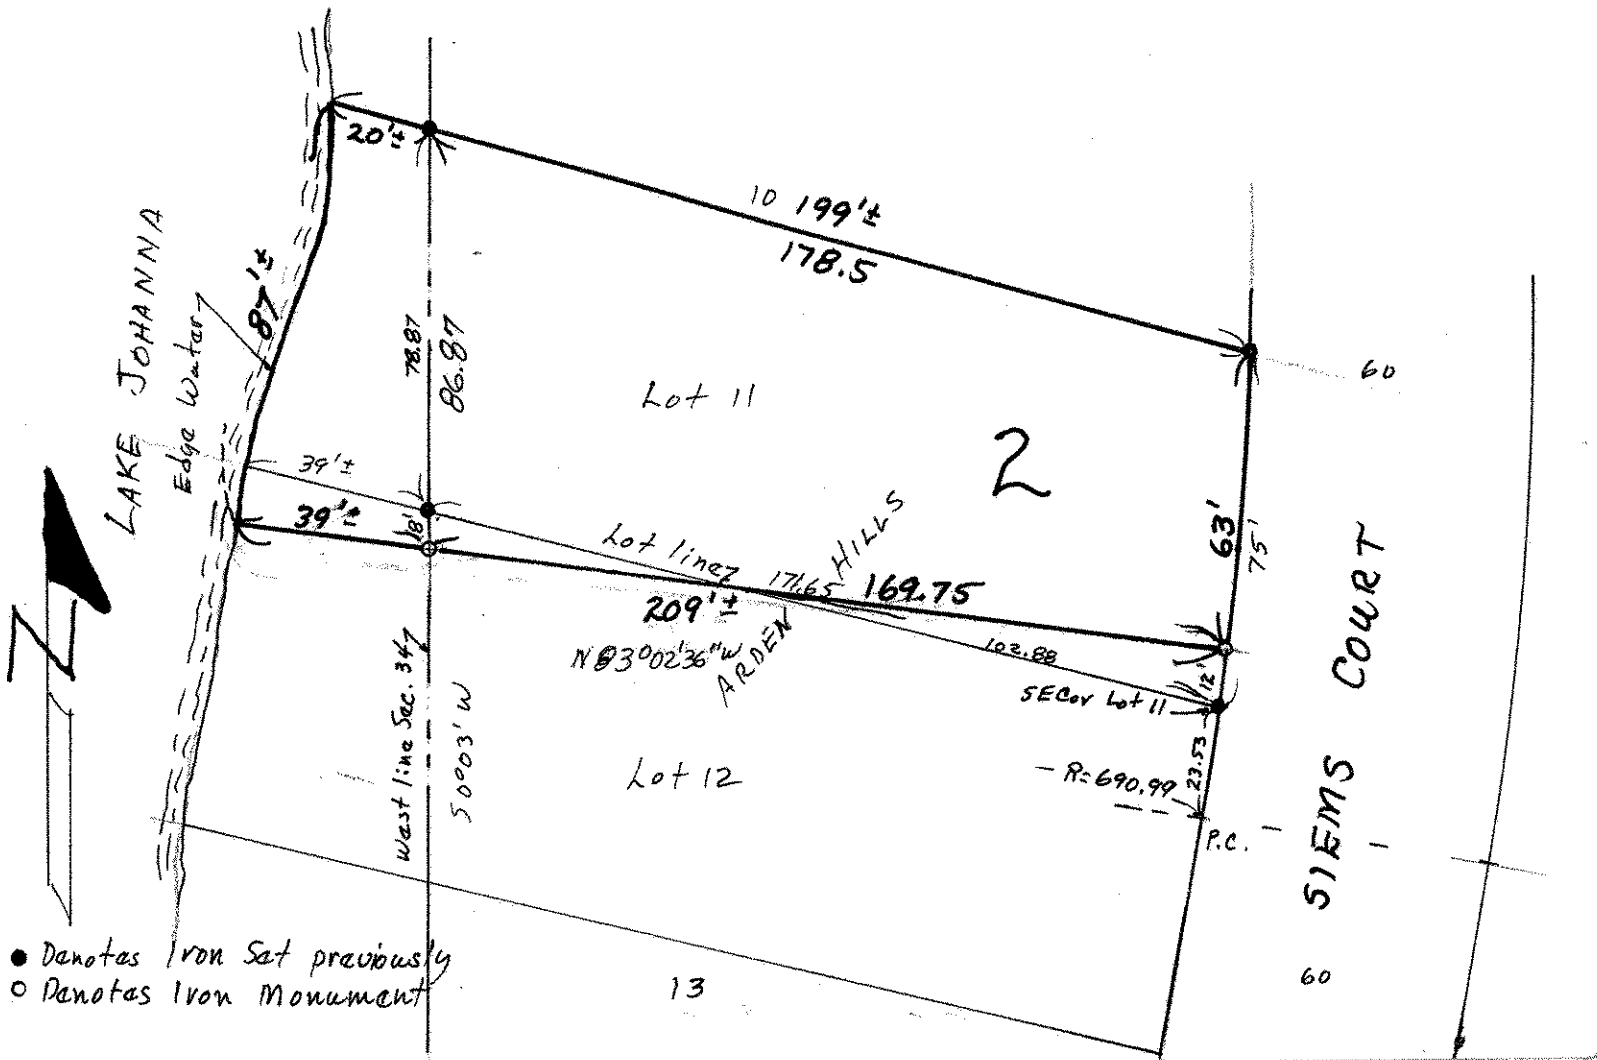 20'±
10 199'±
178.5
LAKE JOHANNA
Edge Water
87'±
78.87
86.87
Lot 11
2
60
39'±
39'±
8'
Lot line
171.65
169.75
209'±
N83°02'36"W
ARDEN HILLS
63'
75'
102.88
12'
SE Cor Lot 11
23.53
R=690.99
P.C.
West line Sec. 34
S0°03'W
Lot 12
SIEMS COURT
N
60
13
● Denotes Iron Set previously
○ Denotes Iron Monument